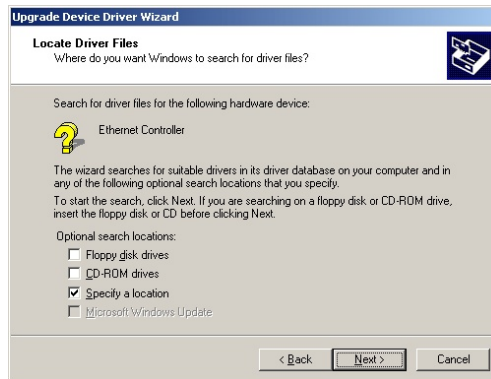 Upgrade Device Driver Wizard
Locate Driver Files
Where do you want Windows to search for driver files?
Search for driver files for the following hardware device:
Ethernet Controller
The wizard searches for suitable drivers in its driver database on your computer and in
any of the following optional search locations that you specify.
To start the search, click Next. If you are searching on a floppy disk or CD-ROM drive,
insert the floppy disk or CD before clicking Next.
Optional search locations:
Floppy disk drives
CD-ROM drives
Specify a location
Microsoft Windows Update
< Back Next > Cancel